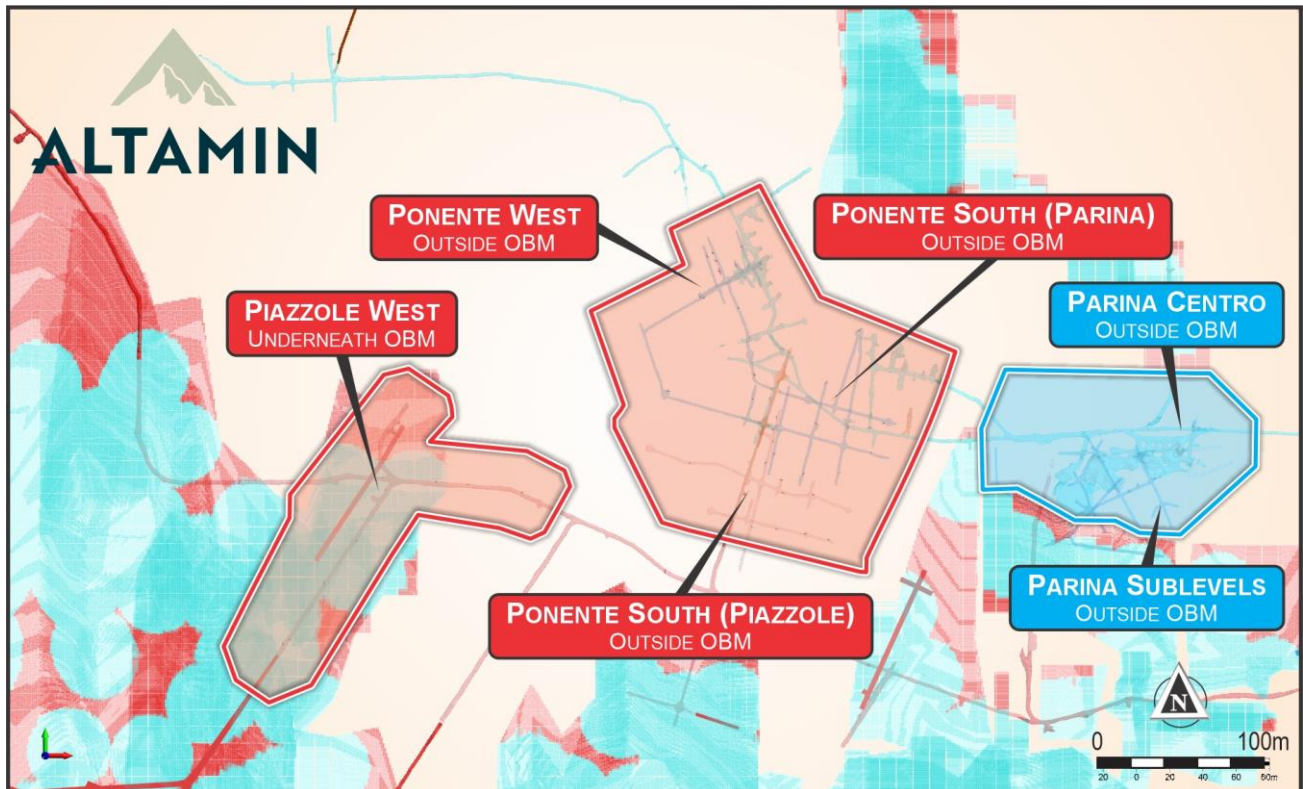 ALTAMIN
PONENTE WEST
OUTSIDE OBM
PONENTE SOUTH (PARINA)
OUTSIDE OBM
PIAZZOLE WEST
UNDERNEATH OBM
PARINA CENTRO
OUTSIDE OBM
PONENTE SOUTH (PIAZZOLE)
OUTSIDE OBM
PARINA SUBLEVELS
OUTSIDE OBM
N
0 100m
20 0 20 40 60 80m